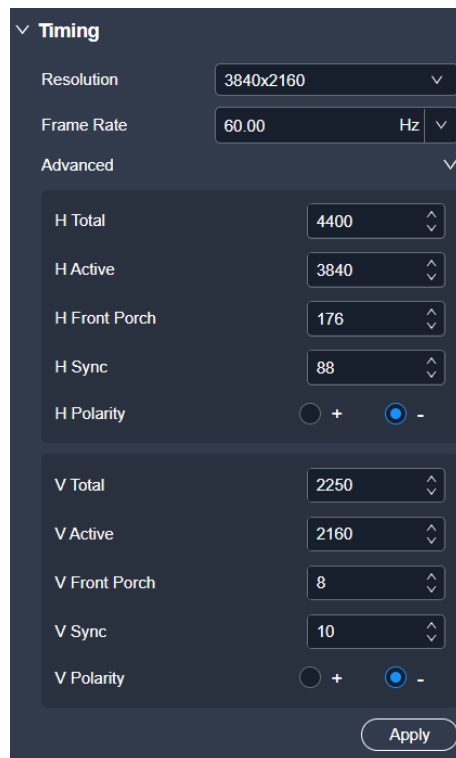 Timing
Resolution 3840x2160
Frame Rate 60.00 Hz
Advanced
H Total 4400
H Active 3840
H Front Porch 176
H Sync 88
H Polarity + -
V Total 2250
V Active 2160
V Front Porch 8
V Sync 10
V Polarity + -
Apply